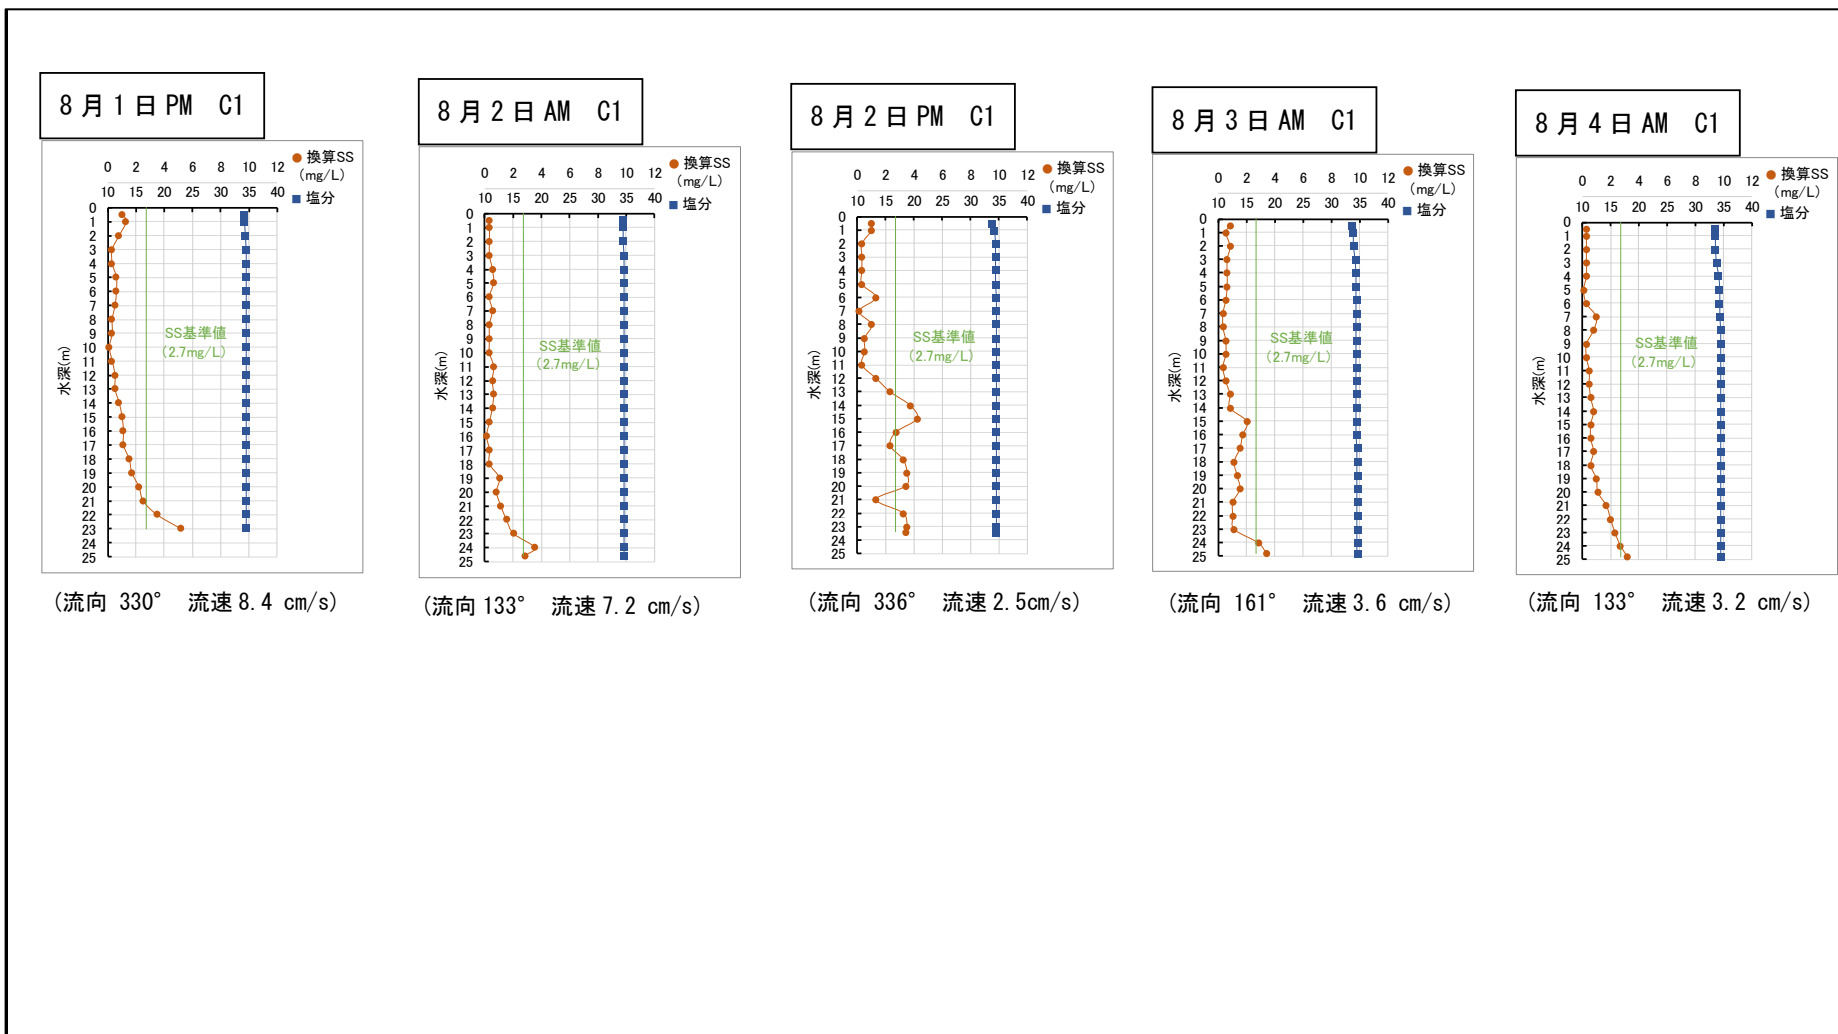 8月1日PM C1
0 2 4 6 8 10 12
10 15 20 25 30 35 40
換算SS
(mg/L)
塩分
0
1
2
3
4
5
6
7
8
9
10
11
12
13
14
15
16
17
18
19
20
21
22
23
24
25
水深(m)
SS基準値
(2.7mg/L)
(流向 330° 流速8.4 cm/s)
8月2日AM C1
0 2 4 6 8 10 12
10 15 20 25 30 35 40
換算SS
(mg/L)
塩分
0
1
2
3
4
5
6
7
8
9
10
11
12
13
14
15
16
17
18
19
20
21
22
23
24
25
水深(m)
SS基準値
(2.7mg/L)
(流向133° 流速7.2 cm/s)
8月2日PM C1
0 2 4 6 8 10 12
10 15 20 25 30 35 40
換算SS
(mg/L)
塩分
0
1
2
3
4
5
6
7
8
9
10
11
12
13
14
15
16
17
18
19
20
21
22
23
24
25
水深(m)
SS基準値
(2.7mg/L)
(流向 336° 流速2.5cm/s)
8月3日AM C1
0 2 4 6 8 10 12
10 15 20 25 30 35 40
換算SS
(mg/L)
塩分
0
1
2
3
4
5
6
7
8
9
10
11
12
13
14
15
16
17
18
19
20
21
22
23
24
25
水深(m)
SS基準値
(2.7mg/L)
(流向 161° 流速3.6 cm/s)
8月4日AM C1
0 2 4 6 8 10 12
10 15 20 25 30 35 40
換算SS
(mg/L)
塩分
0
1
2
3
4
5
6
7
8
9
10
11
12
13
14
15
16
17
18
19
20
21
22
23
24
25
水深(m)
SS基準値
(2.7mg/L)
(流向 133° 流速3.2 cm/s)